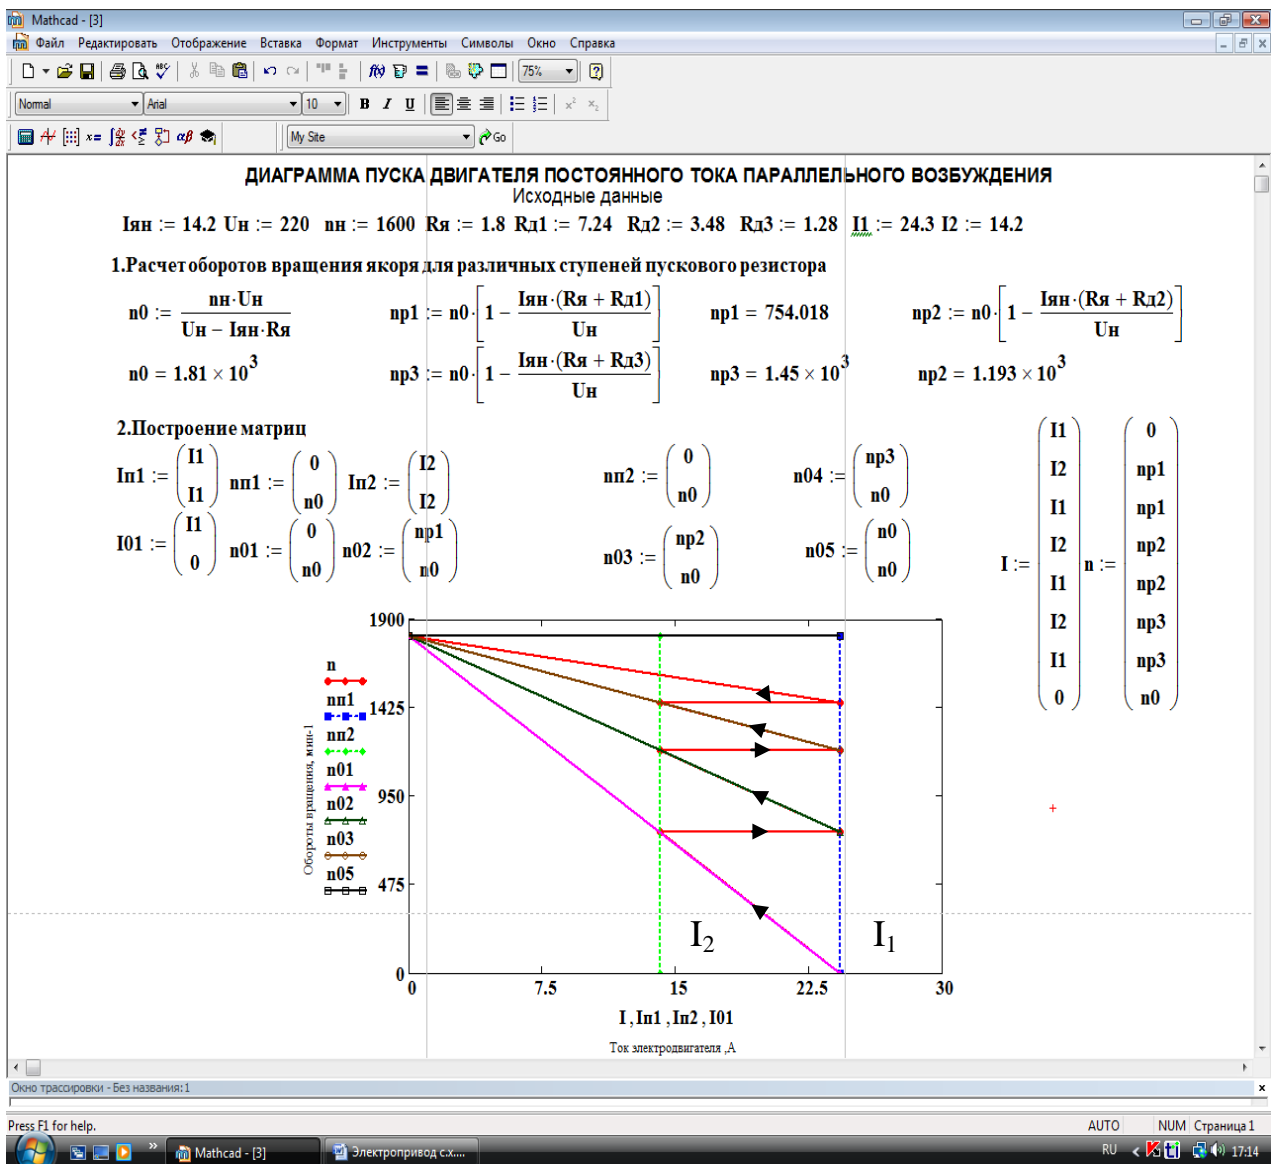 Mathcad - [3]
Файл Редактировать Отображение Вставка Формат Инструменты Символы Окно Справка
75%
Normal Arial 10 B I U
My Site Go
ДИАГРАММА ПУСКА ДВИГАТЕЛЯ ПОСТОЯННОГО ТОКА ПАРАЛЛЕЛЬНОГО ВОЗБУЖДЕНИЯ
Исходные данные
Iян := 14.2 Uн := 220 nн := 1600 Rя := 1.8 Rд1 := 7.24 Rд2 := 3.48 Rд3 := 1.28 I1 := 24.3 I2 := 14.2
1.Расчет оборотов вращения якоря для различных ступеней пускового резистора
n0 := nн·Uн / (Uн − Iян·Rя) np1 := n0·[1 − Iян·(Rя + Rд1) / Uн] np1 = 754.018 np2 := n0·[1 − Iян·(Rя + Rд2) / Uн]
n0 = 1.81 × 10^3 np3 := n0·[1 − Iян·(Rя + Rд3) / Uн] np3 = 1.45 × 10^3 np2 = 1.193 × 10^3
2.Построение матриц
Iп1 := (I1 I1) nп1 := (0 n0) Iп2 := (I2 I2) nп2 := (0 n0) n04 := (np3 n0)
I01 := (I1 0) n01 := (0 n0) n02 := (np1 n0) n03 := (np2 n0) n05 := (n0 n0)
I := (I1 I2 I1 I2 I1 I2 I1 0) n := (0 np1 np1 np2 np2 np3 np3 n0)
n
nп1
nп2
n01
n02
n03
n05
Обороты вращения, мин-1
1900
1425
950
475
0
I2 I1
0 7.5 15 22.5 30
I , Iп1 , Iп2 , I01
Ток электродвигателя ,А
Окно трассировки - Без названия:1
x
Press F1 for help. AUTO NUM Страница 1
Mathcad - [3] Электропривод с.х.... RU 17:14